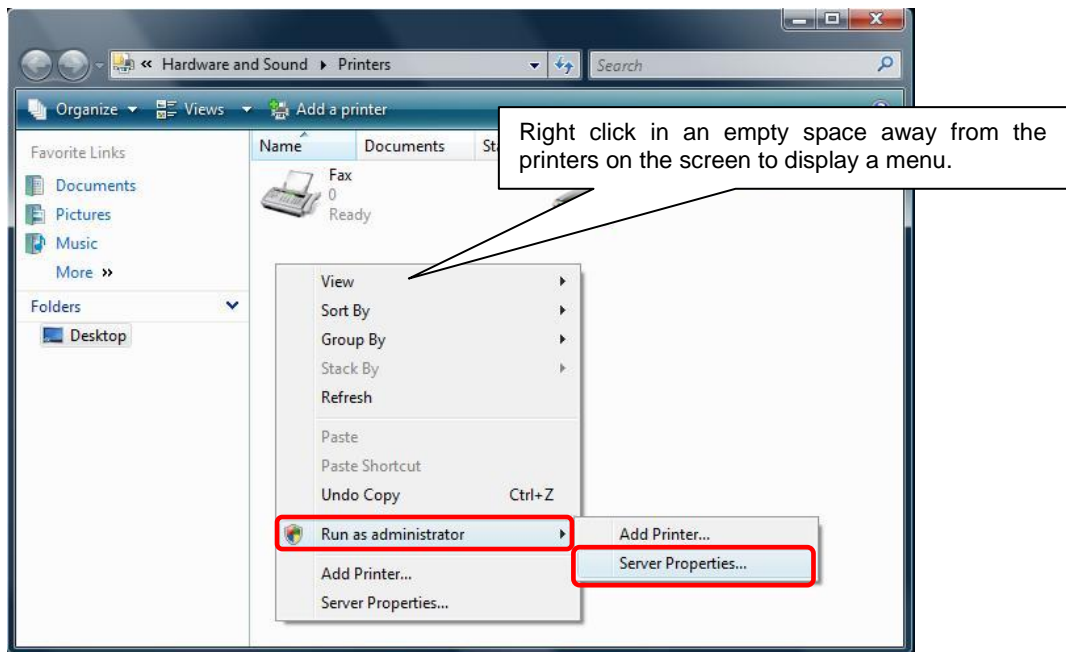 « Hardware and Sound ▸ Printers
Search
Organize Views Add a printer
Right click in an empty space away from the
printers on the screen to display a menu.
Favorite Links
Name Documents St
Documents
Pictures
Music
More »
Folders
Desktop
Fax
0
Ready
View
Sort By
Group By
Stack By
Refresh
Paste
Paste Shortcut
Undo Copy Ctrl+Z
Run as administrator
Add Printer...
Server Properties...
Add Printer...
Server Properties...